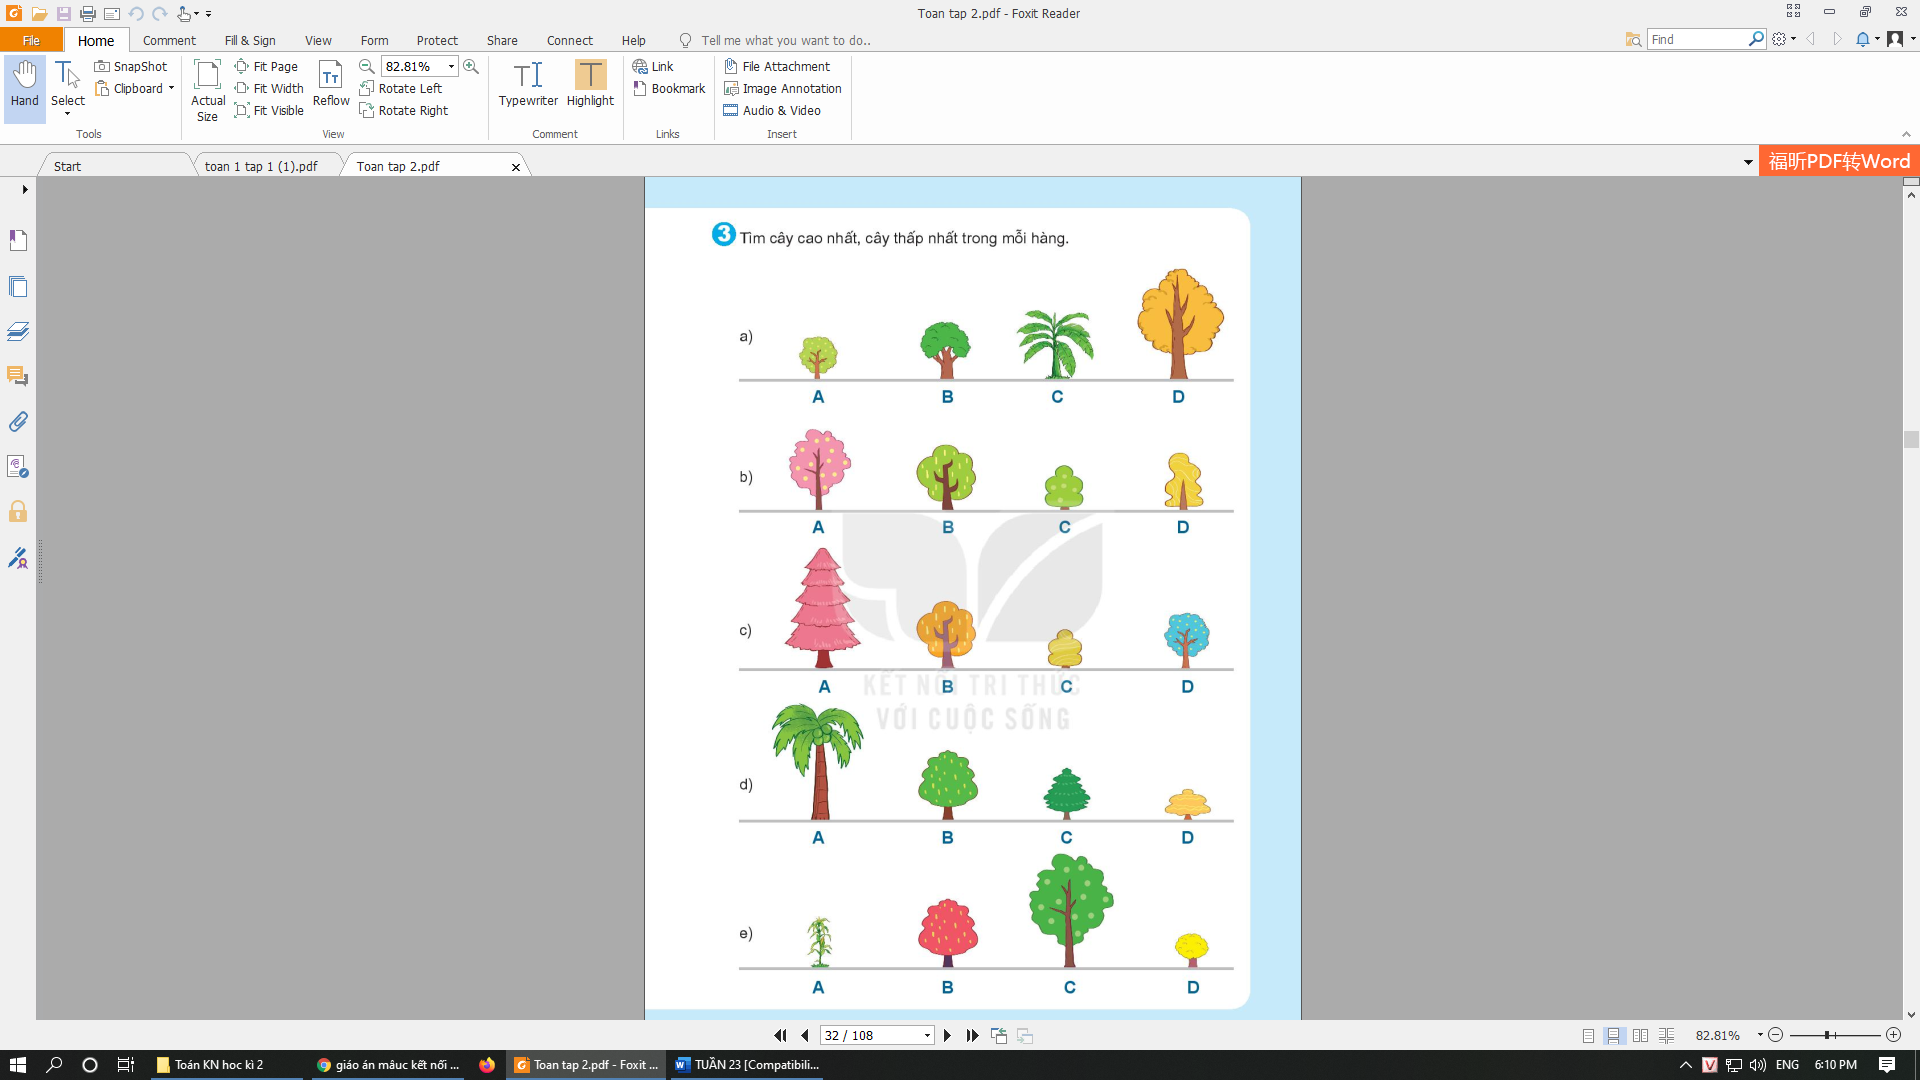 Toan tap 2.pdf - Foxit Reader
File Home Comment Fill & Sign View Form Protect Share Connect Help Tell me what you want to do.. Find
Hand Select SnapShot Clipboard Actual Size Fit Page Fit Width Fit Visible Reflow 82.81% Rotate Left Rotate Right Typewriter Highlight Link Bookmark File Attachment Image Annotation Audio & Video
Tools View Comment Links Insert
Start toan 1 tap 1 (1).pdf Toan tap 2.pdf 福昕PDF转Word
3 Tìm cây cao nhất, cây thấp nhất trong mỗi hàng.
a)
A B C D
b)
A B C D
c)
A B C D
KẾT NỐI TRI THỨC
VỚI CUỘC SỐNG
d)
A B C D
e)
A B C D
32 / 108 82.81%
Toán KN hoc kì 2 giáo án mâuc kết nối ... Toan tap 2.pdf - Foxit ... TUẦN 23 [Compatibili... ENG 6:10 PM